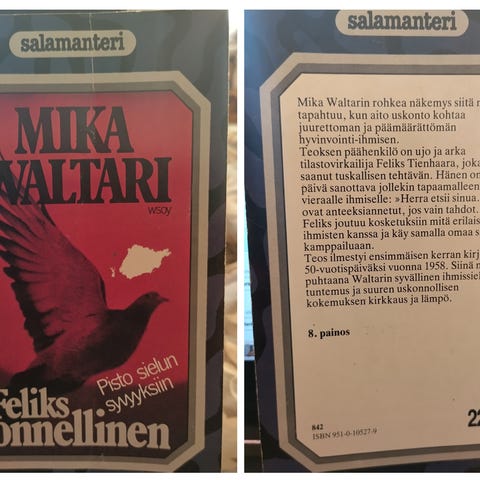 salamanteri
MIKA
WALTARI
wsoy
Pisto sielun
syvyyksiin
Feliks
onnellinen
salamanteri
Mika Waltarin rohkea näkemys siitä m
tapahtuu, kun aito uskonto kohtaa
juurettoman ja päämäärättömän
hyvinvointi-ihmisen.
Teoksen päähenkilö on ujo ja arka
tilastovirkailija Feliks Tienhaara, joka
saanut tuskallisen tehtävän. Hänen on
päivä sanottava jollekin tapaamalleen
vieraalle ihmiselle: »Herra etsii sinua.
ovat anteeksiannetut, jos vain tahdot.
Feliks joutuu kosketuksiin mitä erilais
ihmisten kanssa ja käy samalla omaa s
kamppailuaan.
Teos ilmestyi ensimmäisen kerran kirj
50-vuotispäiväksi vuonna 1958. Siinä m
puhtaana Waltarin syvällinen ihmissiel
tuntemus ja suuren uskonnollisen
kokemuksen kirkkaus ja lämpö.
8. painos
842
ISBN 951-0-10527-9
22